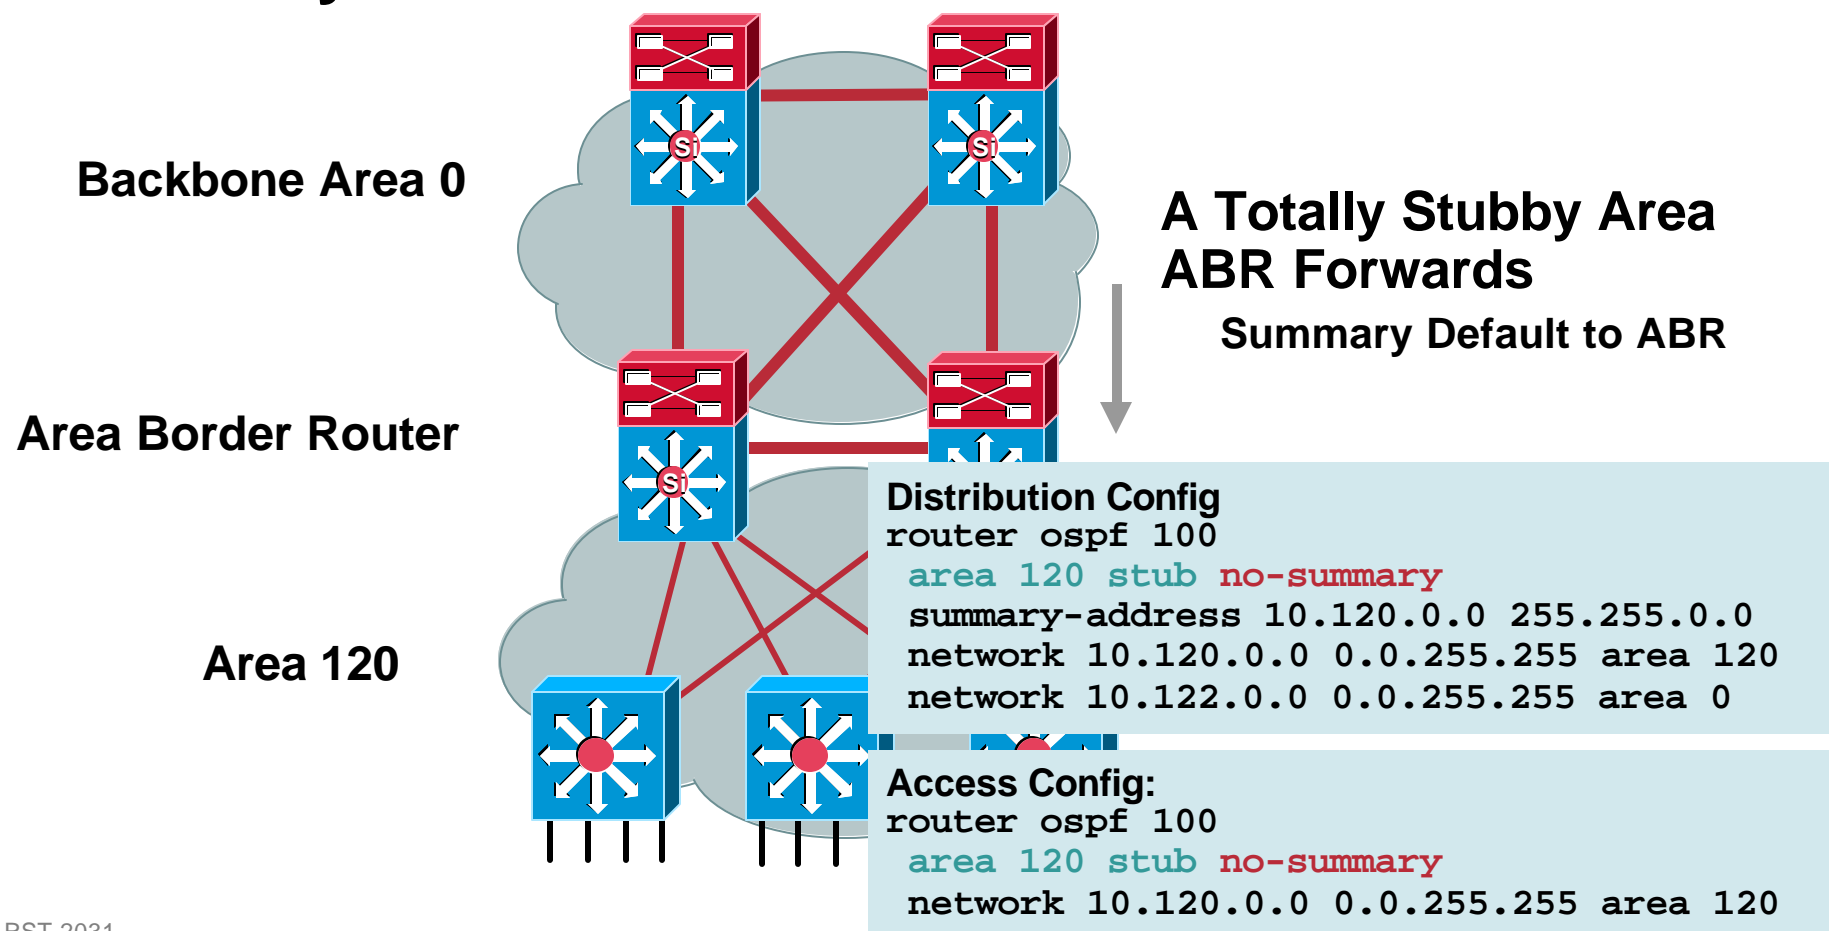 Backbone Area 0
A Totally Stubby Area
ABR Forwards
Summary Default to ABR
Area Border Router
Area 120
Si
Si
Si
Distribution Config
router ospf 100
area 120 stub no-summary
summary-address 10.120.0.0 255.255.0.0
network 10.120.0.0 0.0.255.255 area 120
network 10.122.0.0 0.0.255.255 area 0
Access Config:
router ospf 100
area 120 stub no-summary
network 10.120.0.0 0.0.255.255 area 120